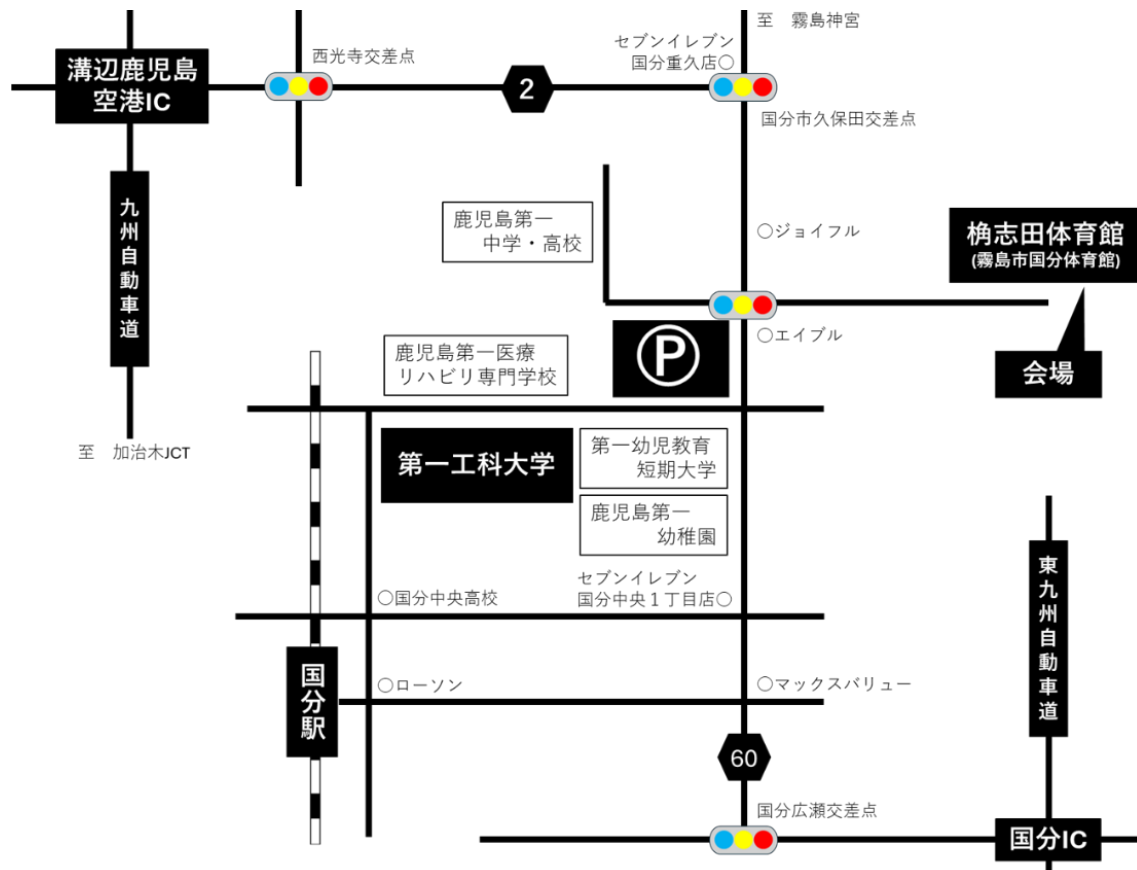 至 霧島神宮
セブンイレブン
国分重久店○
西光寺交差点
溝辺鹿児島
空港IC
2
国分市久保田交差点
九州自動車道
鹿児島第一
中学・高校
○ジョイフル
桷志田体育館
(霧島市国分体育館)
○エイブル
P
会場
鹿児島第一医療
リハビリ専門学校
至 加治木JCT
第一工科大学
第一幼児教育
短期大学
鹿児島第一
幼稚園
東九州自動車道
セブンイレブン
国分中央１丁目店○
○国分中央高校
国分駅
○ローソン
○マックスバリュー
60
国分広瀬交差点
国分IC